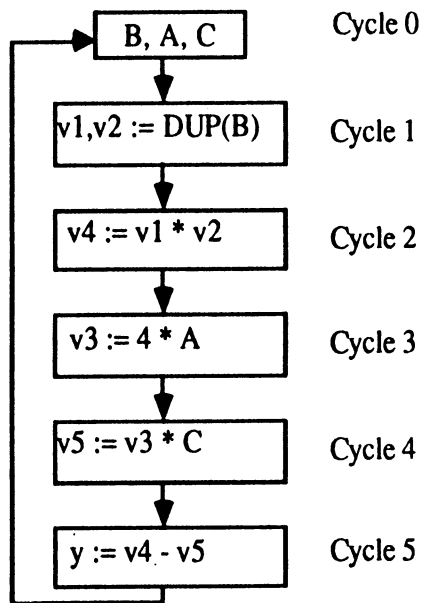 B, A, C Cycle 0
v1,v2 := DUP(B) Cycle 1
v4 := v1 * v2 Cycle 2
v3 := 4 * A Cycle 3
v5 := v3 * C Cycle 4
y := v4 - v5 Cycle 5